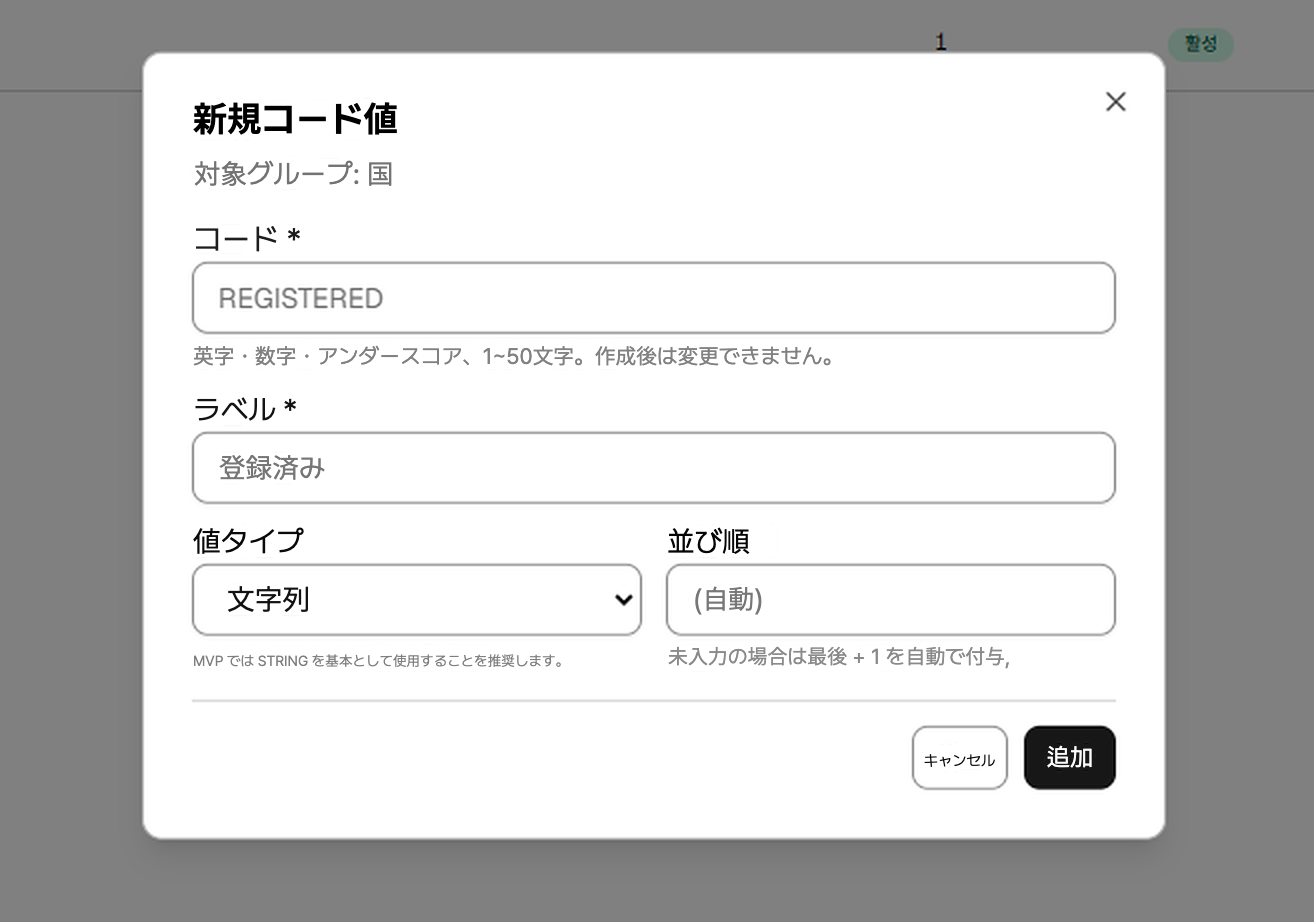 1
활성
新規コード値
対象グループ: 国
コード *
REGISTERED
英字・数字・アンダースコア、1~50文字。作成後は変更できません。
ラベル *
登録済み
値タイプ
並び順
文字列
(自動)
MVP では STRING を基本として使用することを推奨します。
未入力の場合は最後 + 1 を自動で付与,
キャンセル
追加